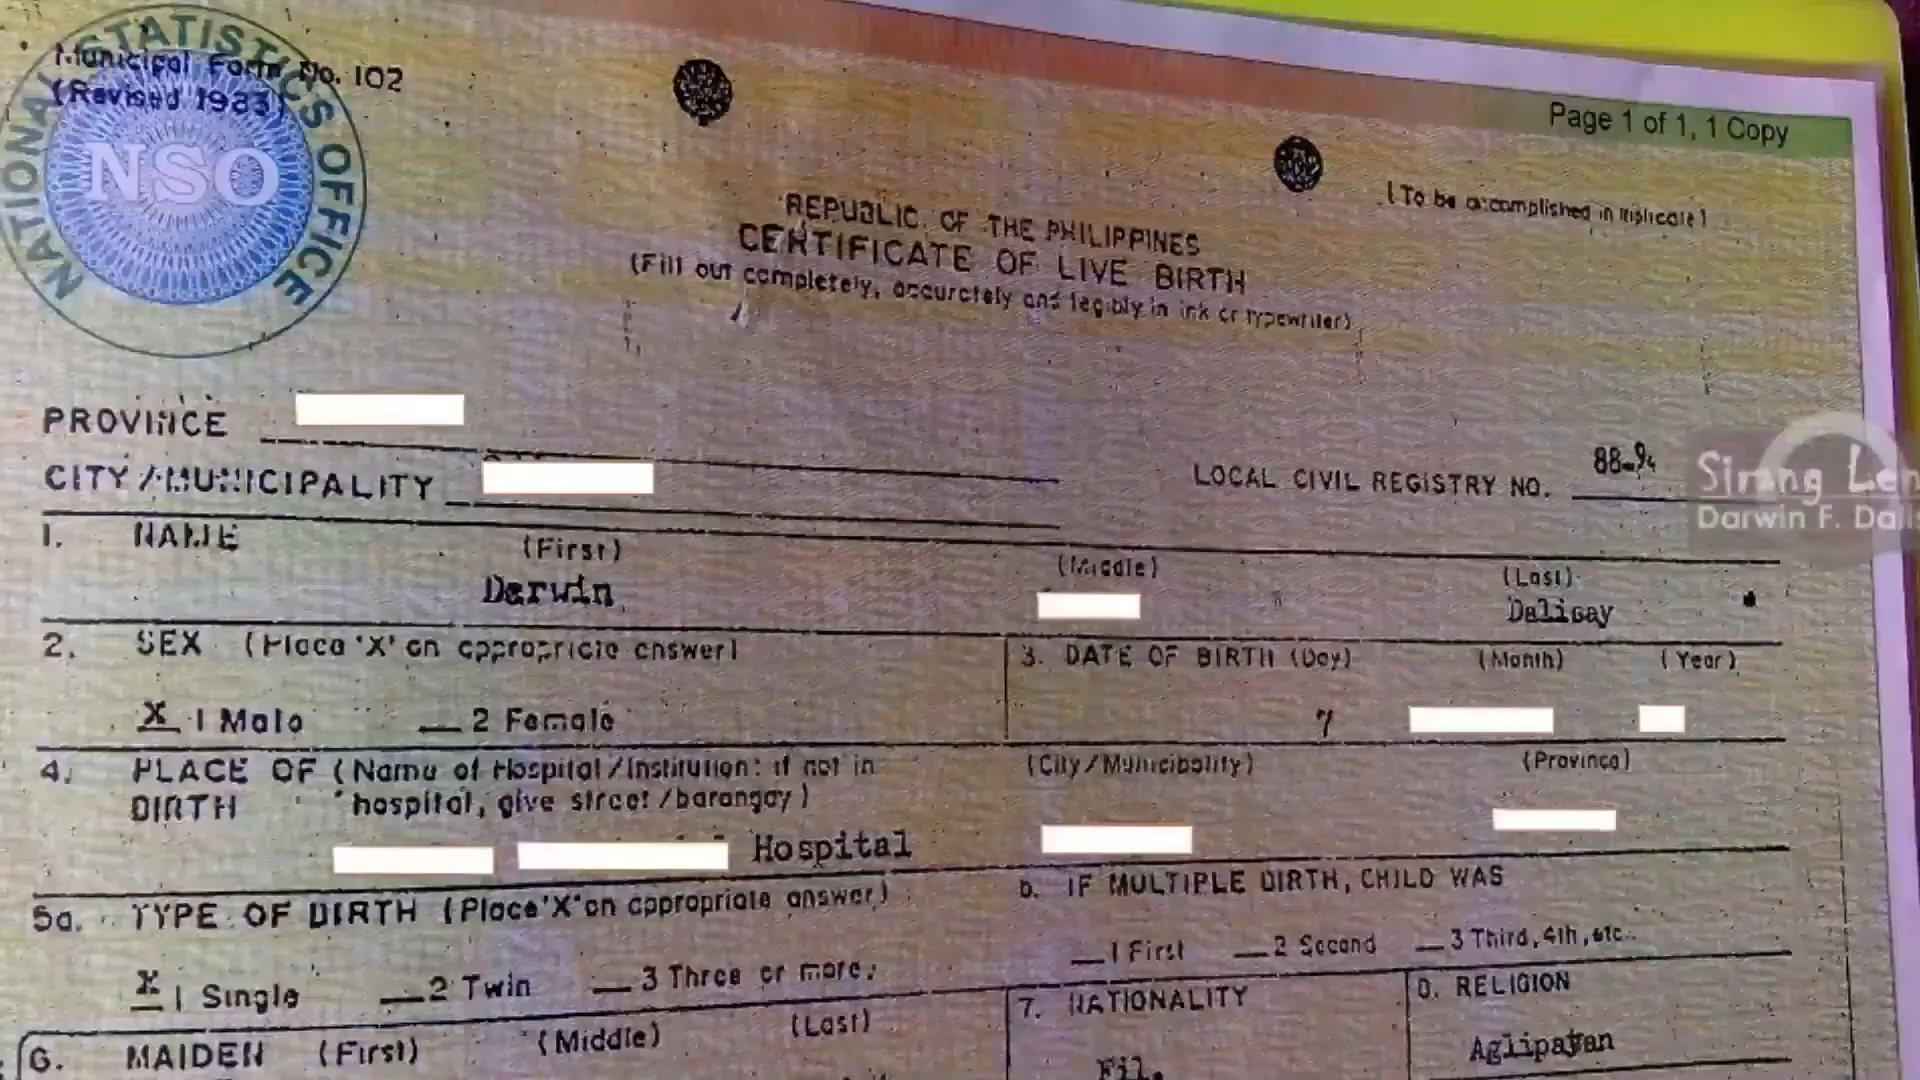 NATIONAL STATISTICS OFFICE
NSO
Municipal Form No. 102
(Revised 1983)
Page 1 of 1, 1 Copy
(To be accomplished in triplicate)
REPUBLIC OF THE PHILIPPINES
CERTIFICATE OF LIVE BIRTH
(Fill out completely, accurately and legibly in ink or typewriter)
PROVINCE
CITY/MUNICIPALITY
LOCAL CIVIL REGISTRY NO. 88-94
Sirang Len
Darwin F. Dalis
1. NAME (First) (Middle) (Last)
Darwin Dalisay
2. SEX (Place 'X' on appropriate answer)
X 1 Male 2 Female
3. DATE OF BIRTH (Day) (Month) (Year)
7
4. PLACE OF BIRTH (Name of Hospital/Institution: if not in hospital, give street/barangay)
(City/Municipality) (Province)
Hospital
5a. TYPE OF BIRTH (Place 'X' on appropriate answer)
X 1 Single 2 Twin 3 Three or more.
b. IF MULTIPLE BIRTH, CHILD WAS
1 First 2 Second 3 Third, 4th, etc.
6. MAIDEN (First) (Middle) (Last)
7. NATIONALITY
Fil.
8. RELIGION
Aglipayan